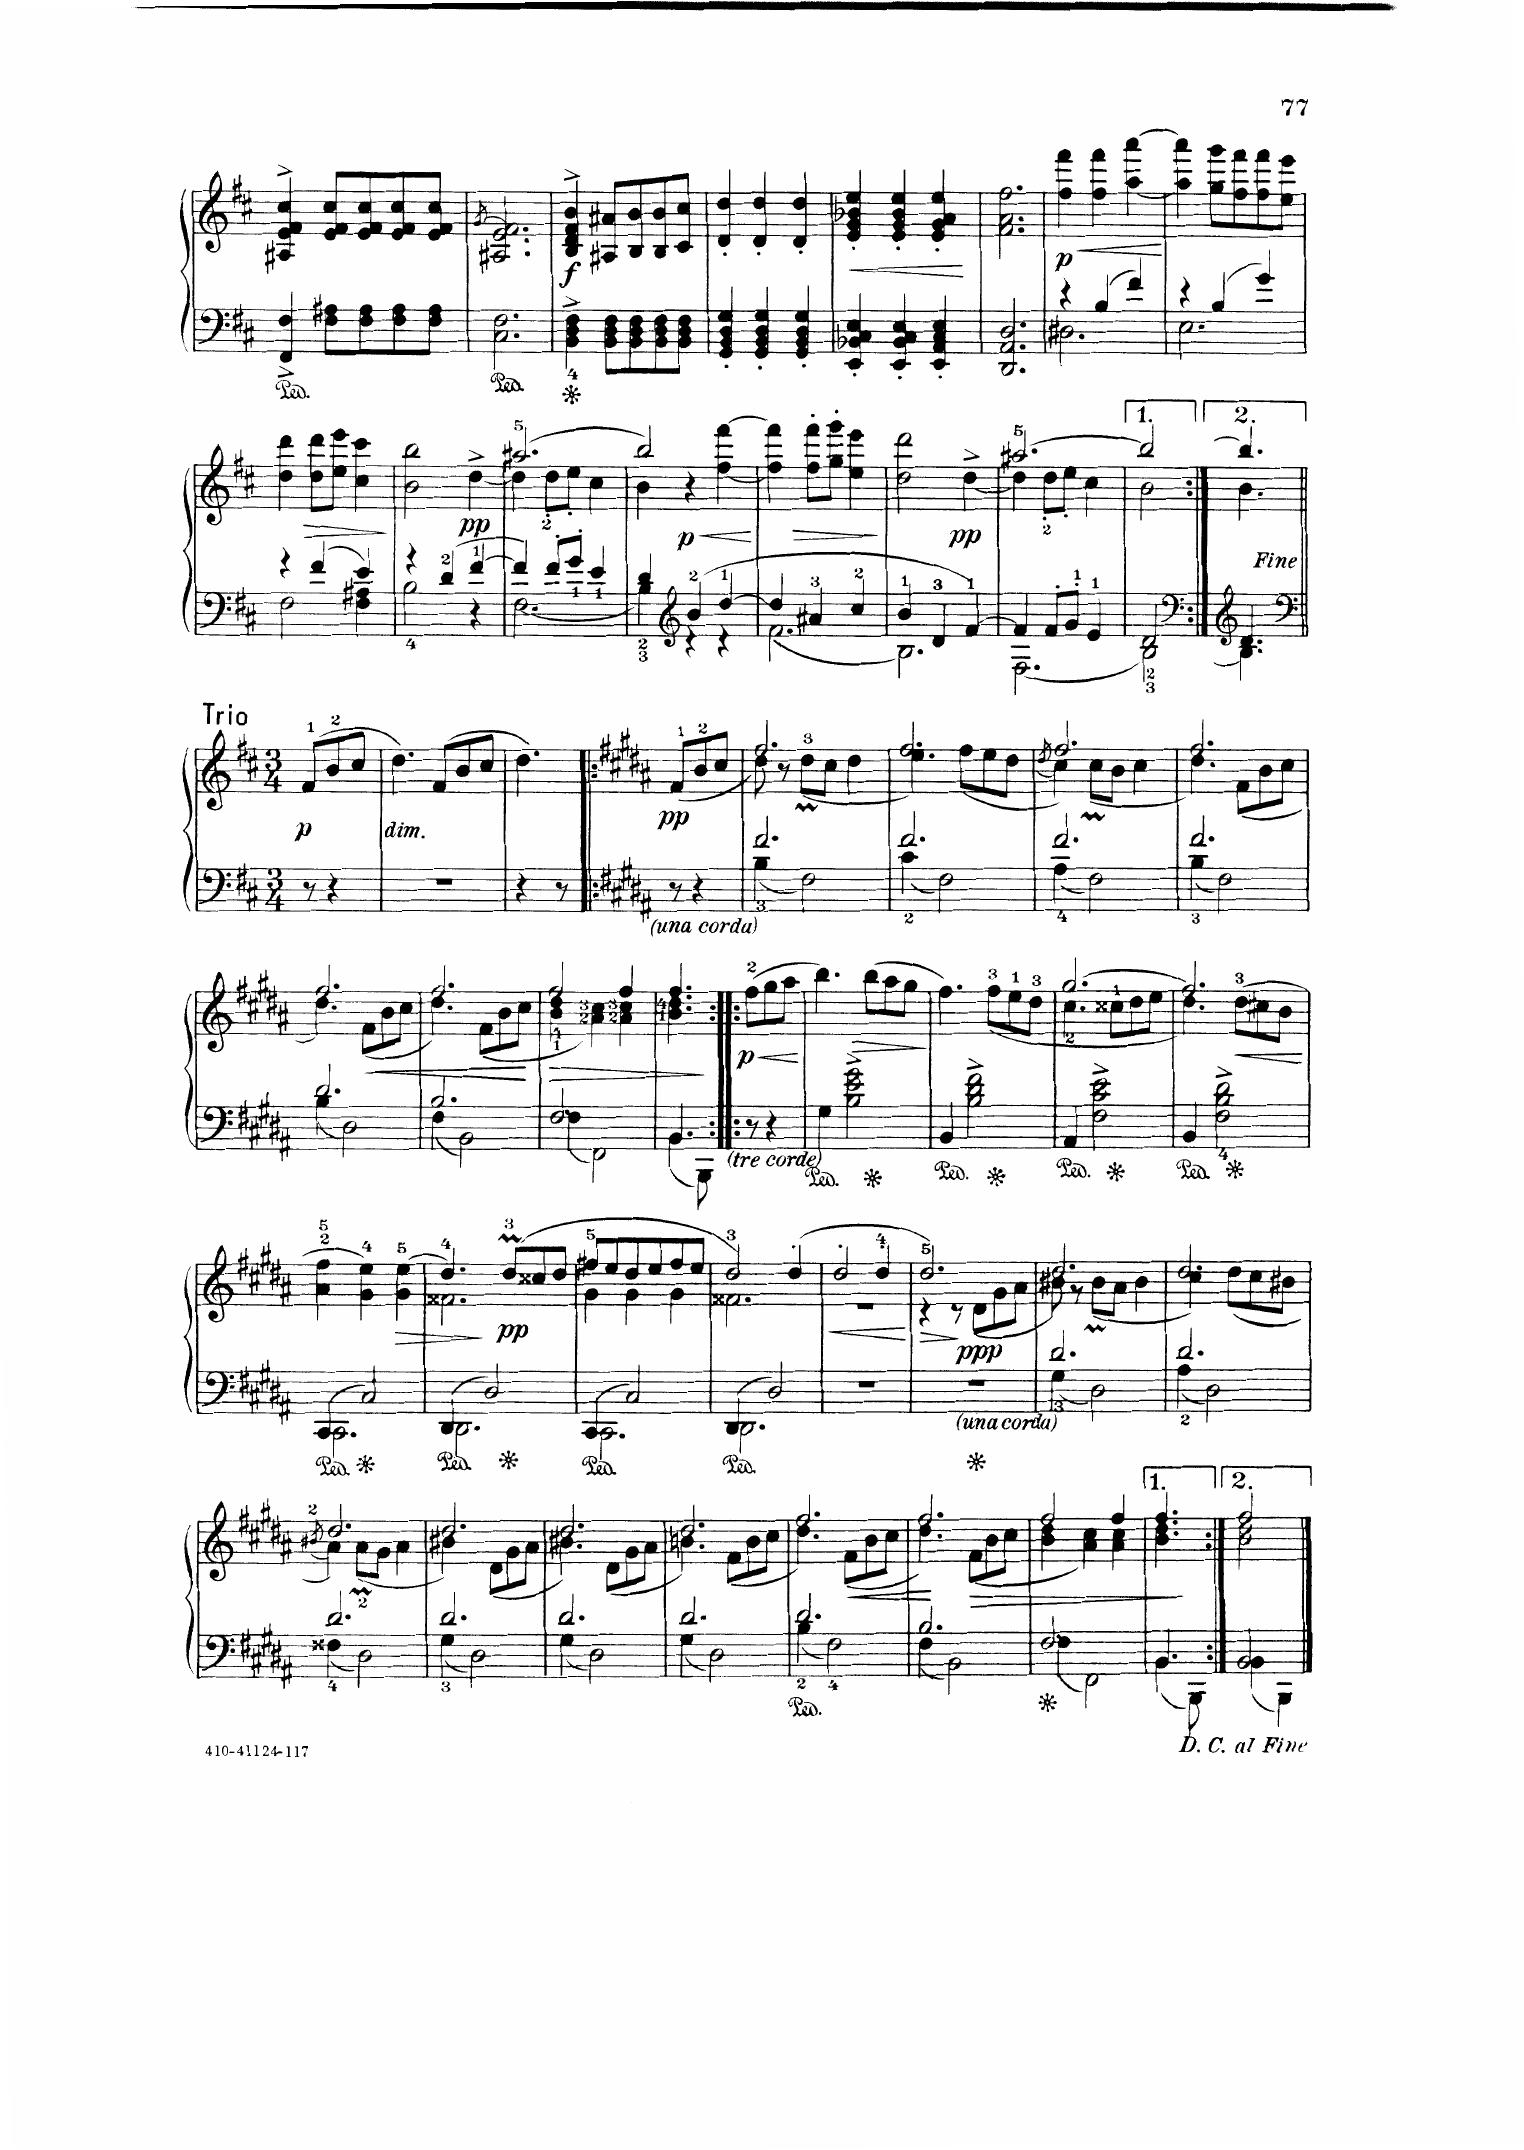 77
f
p
pp
p
pp
1.
2.
Fine
Trio
p
dim.
pp
(una corda)
p
(tre corde)
pp
ppp
(una corda)
1.
2.
410-41124-117
D. C. al Fine